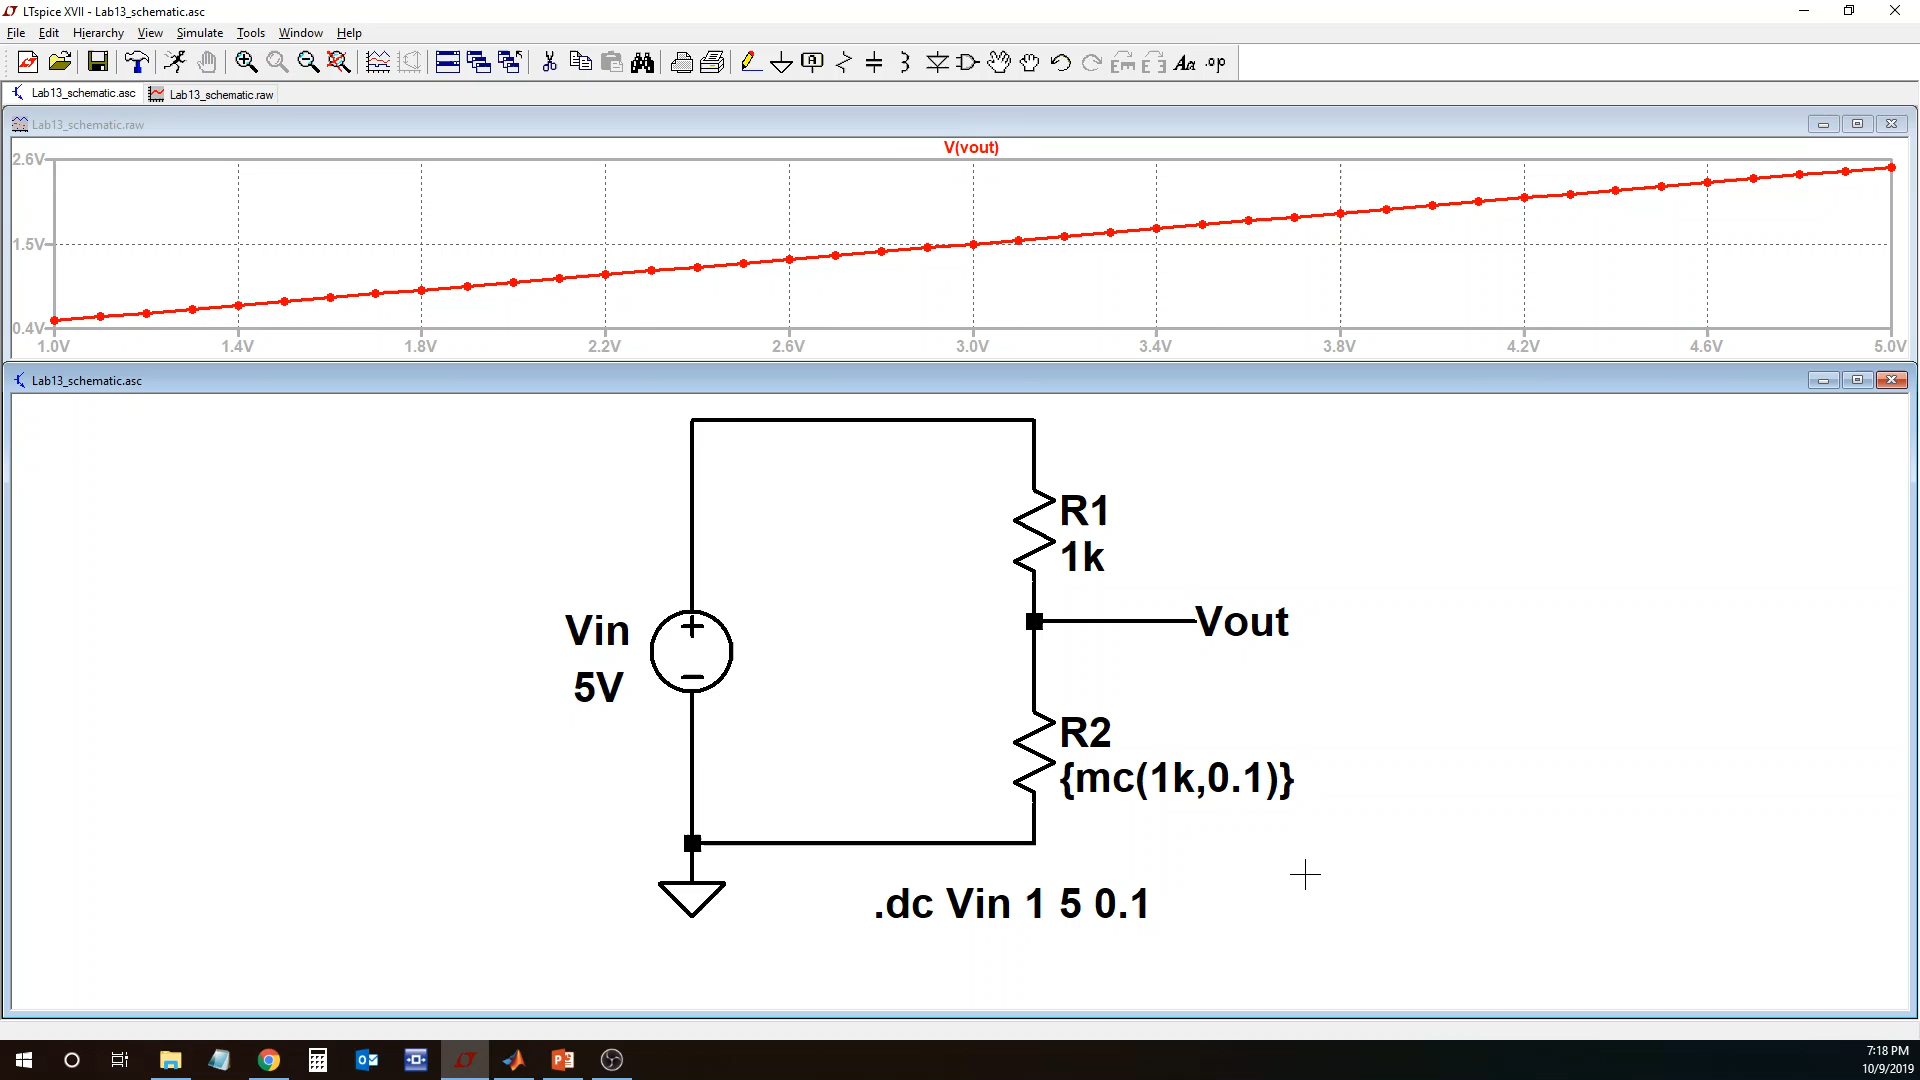 LTspice XVII - Lab13_schematic.asc
File Edit Hierarchy View Simulate Tools Window Help
Lab13_schematic.asc Lab13_schematic.raw
Lab13_schematic.raw
V(vout)
2.6V
1.5V
0.4V
1.0V 1.4V 1.8V 2.2V 2.6V 3.0V 3.4V 3.8V 4.2V 4.6V 5.0V
Lab13_schematic.asc
R1
1k
Vin
5V
Vout
R2
{mc(1k,0.1)}
.dc Vin 1 5 0.1
7:18 PM
10/9/2019